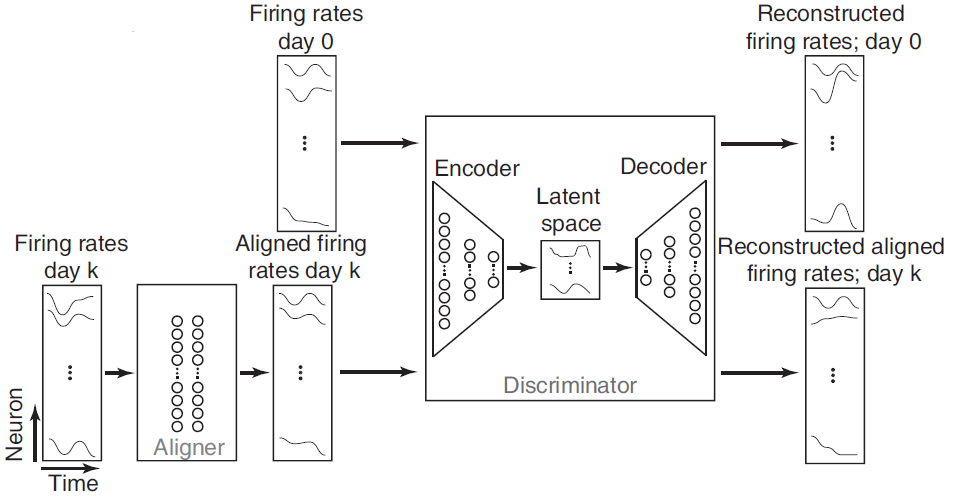 Firing rates
day 0
Reconstructed
firing rates; day 0
Encoder
Decoder
Latent
space
Firing rates
day k
Aligned firing
rates day k
Reconstructed aligned
firing rates; day k
Discriminator
Aligner
Neuron
Time